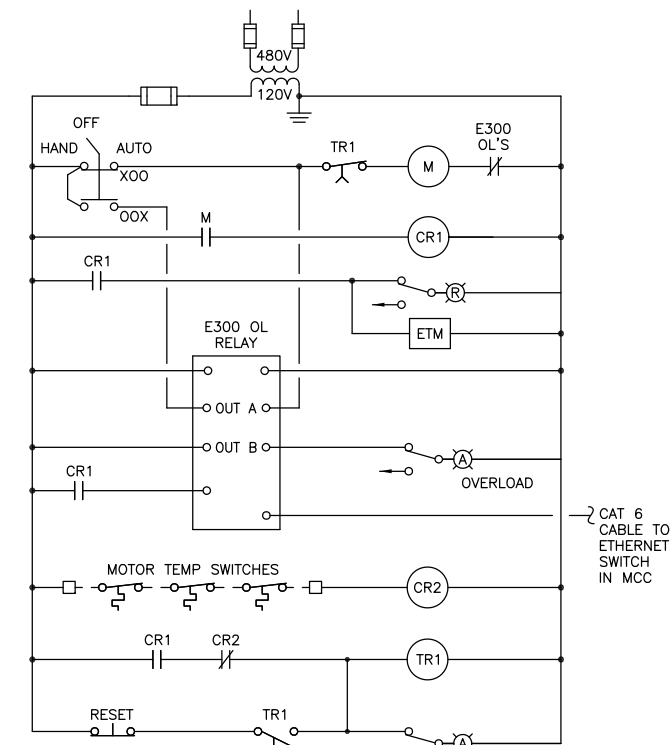 480V
120V
OFF
HAND
AUTO
XOO
OOX
TR1
M
E300
OL'S
M
CR1
CR1
R
ETM
E300 OL
RELAY
OUT A
OUT B
A
OVERLOAD
CR1
CAT 6
CABLE TO
ETHERNET
SWITCH
IN MCC
MOTOR TEMP SWITCHES
CR2
CR1
CR2
TR1
RESET
TR1
A